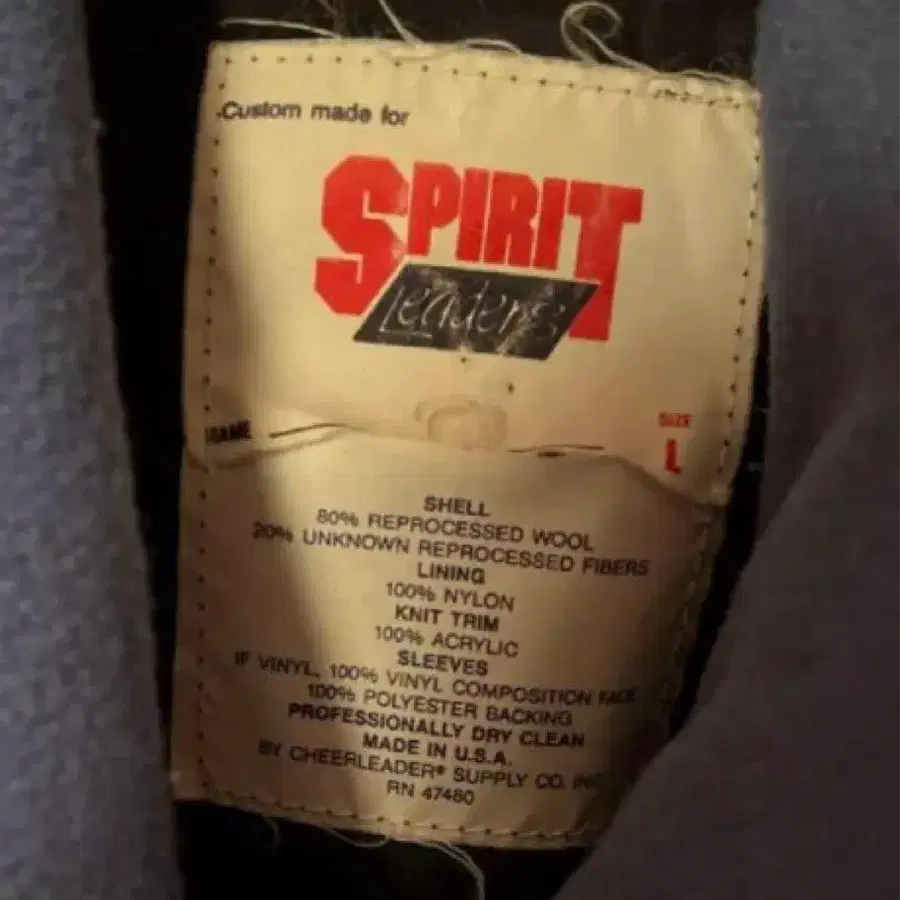 Custom made for
SPIRIT
Leaders
NAME
SIZE
L
SHELL
80% REPROCESSED WOOL
20% UNKNOWN REPROCESSED FIBERS
LINING
100% NYLON
KNIT TRIM
100% ACRYLIC
SLEEVES
IF VINYL, 100% VINYL COMPOSITION FACE
100% POLYESTER BACKING
PROFESSIONALLY DRY CLEAN
MADE IN U.S.A.
BY CHEERLEADER® SUPPLY CO. INC
RN 47480